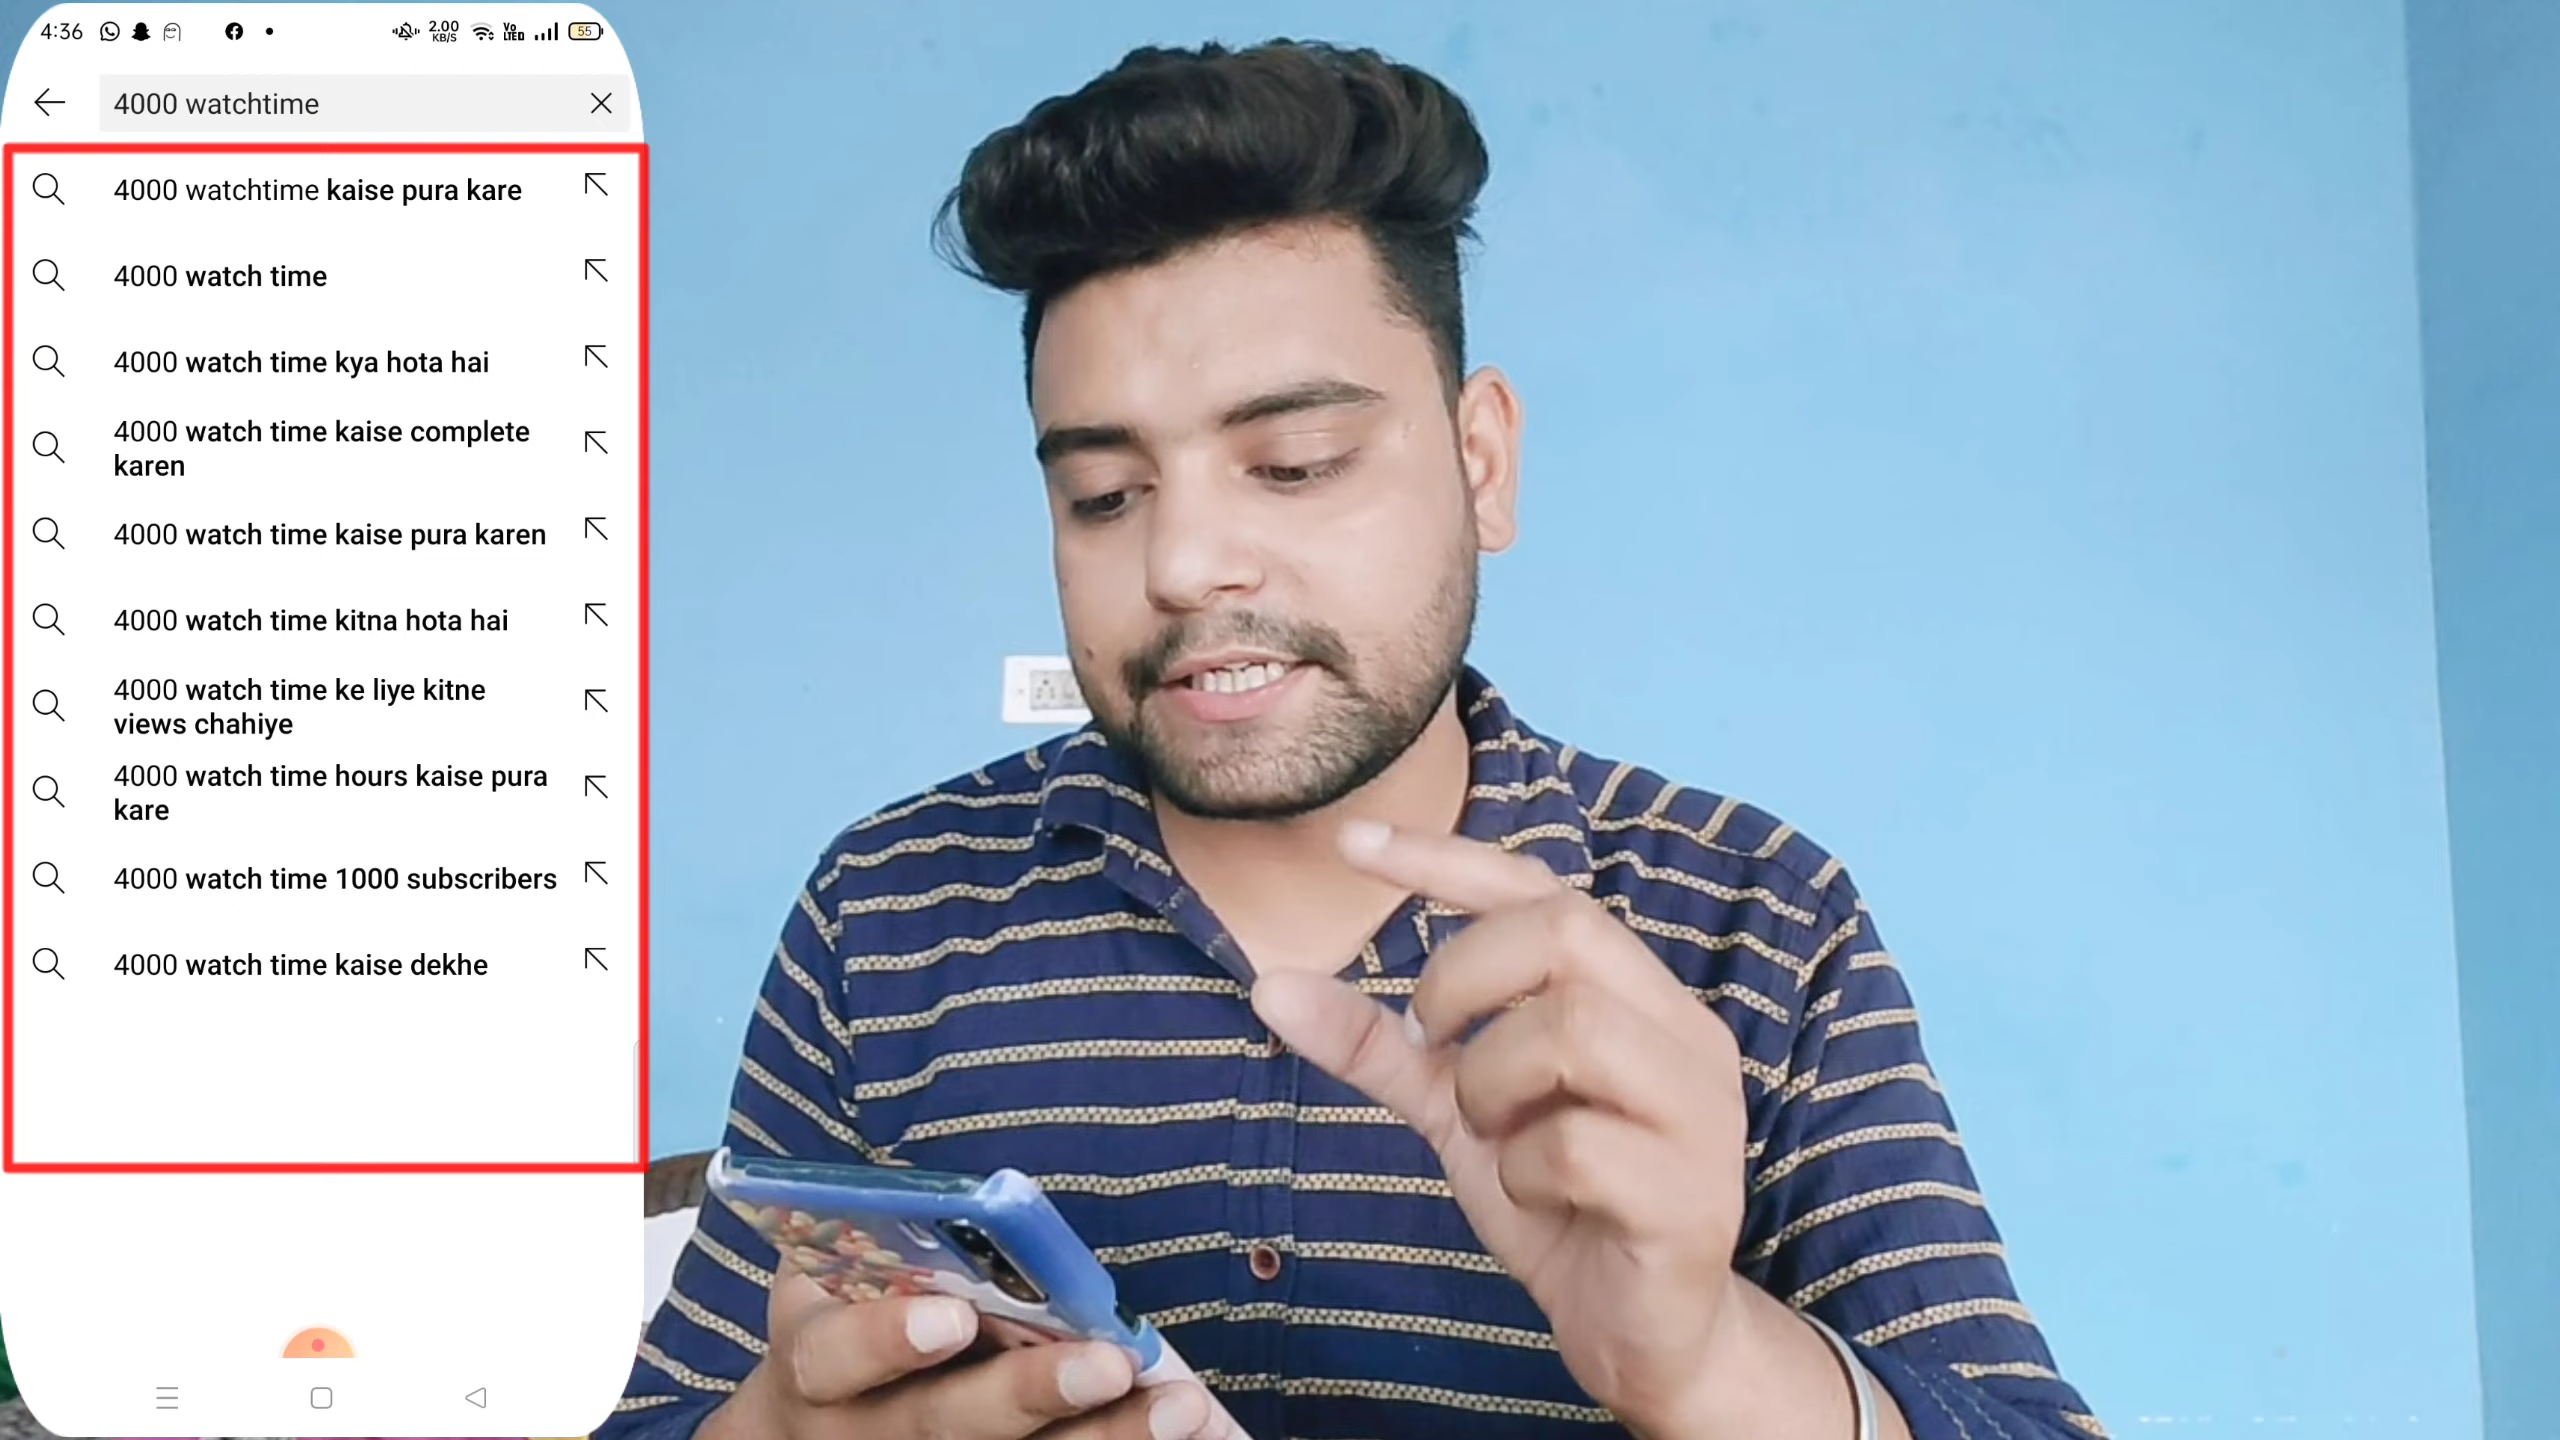 4:36
2.00
KB/S
Vo
LTED
55
4000 watchtime
4000 watchtime kaise pura kare
4000 watch time
4000 watch time kya hota hai
4000 watch time kaise complete
karen
4000 watch time kaise pura karen
4000 watch time kitna hota hai
4000 watch time ke liye kitne
views chahiye
4000 watch time hours kaise pura
kare
4000 watch time 1000 subscribers
4000 watch time kaise dekhe